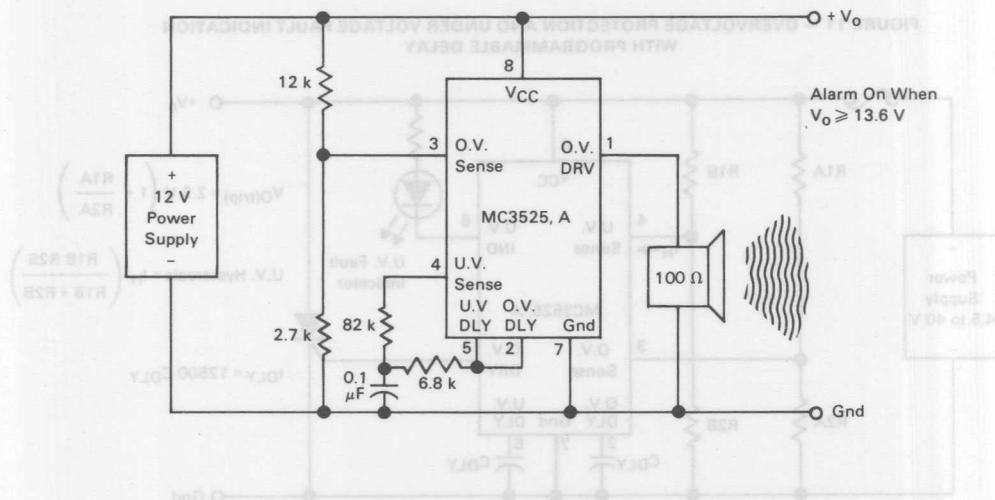 + Vo
8
12 k
VCC
Alarm On When
Vo ≥ 13.6 V
3
O.V.
Sense
O.V.
DRV
1
+
12 V
Power
Supply
–
MC3525, A
4
U.V.
Sense
100 Ω
2.7 k
82 k
U.V
DLY
O.V.
DLY
Gnd
5
2
7
6.8 k
0.1
μF
Gnd